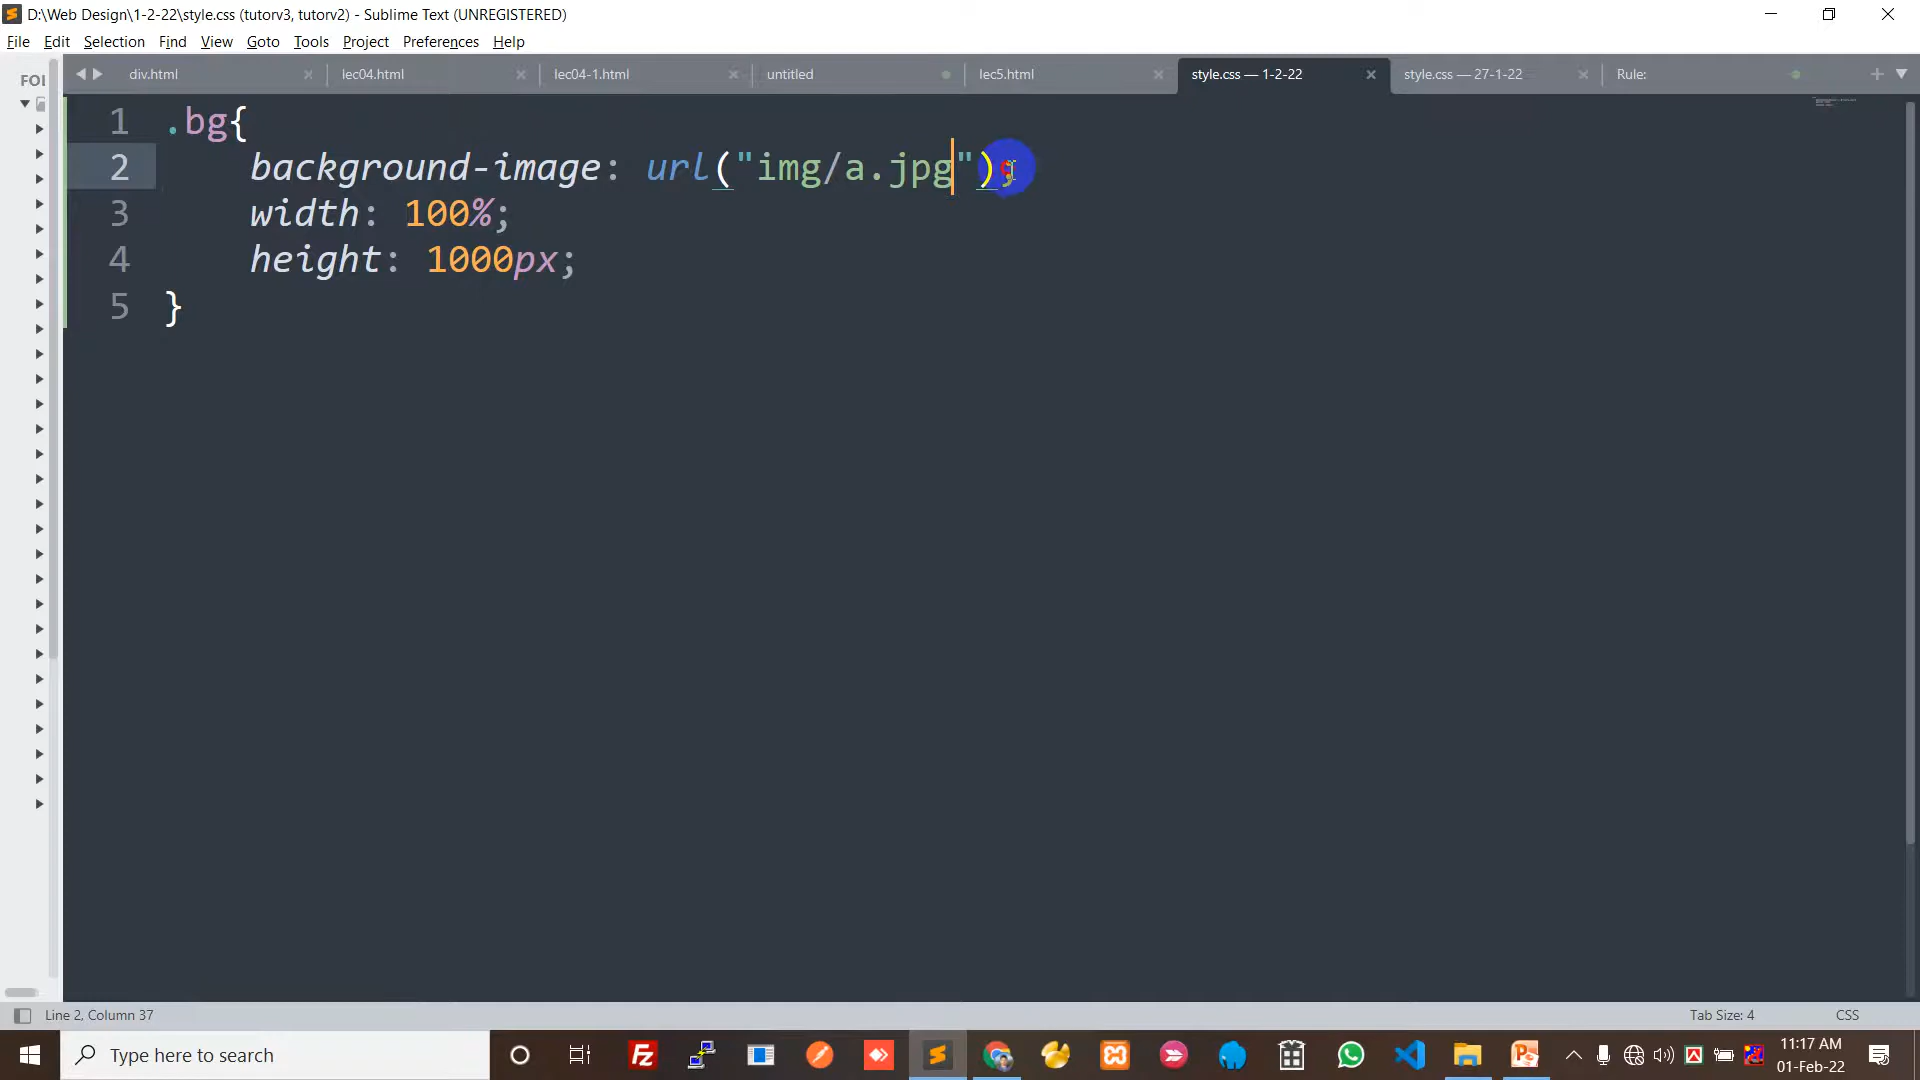 D:\Web Design\1-2-22\style.css (tutorv3, tutorv2) - Sublime Text (UNREGISTERED)
File Edit Selection Find View Goto Tools Project Preferences Help
FOI
div.html lec04.html lec04-1.html untitled lec5.html style.css — 1-2-22 style.css — 27-1-22 Rule:
1 .bg{
2 background-image: url("img/a.jpg");
3 width: 100%;
4 height: 1000px;
5 }
Line 2, Column 37 Tab Size: 4 CSS
Type here to search
11:17 AM
01-Feb-22